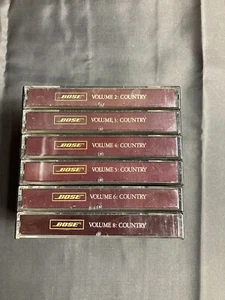 BOSE VOLUME 2: COUNTRY
BOSE VOLUME 1: COUNTRY
BOSE VOLUME 4: COUNTRY
BOSE VOLUME 5: COUNTRY
BOSE VOLUME 6: COUNTRY
BOSE VOLUME 8: COUNTRY